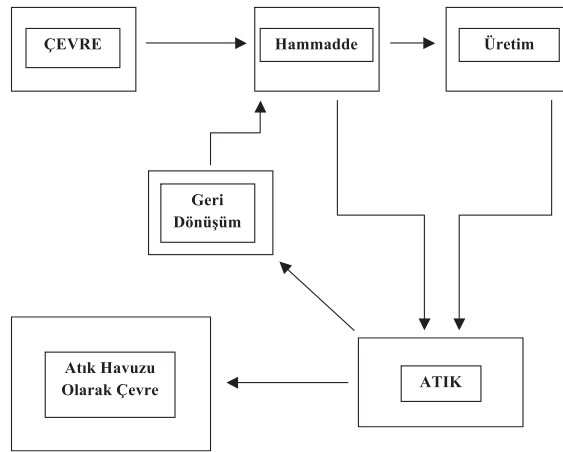 ÇEVRE
Hammadde
Üretim
Geri
Dönüşüm
Atık Havuzu
Olarak Çevre
ATIK